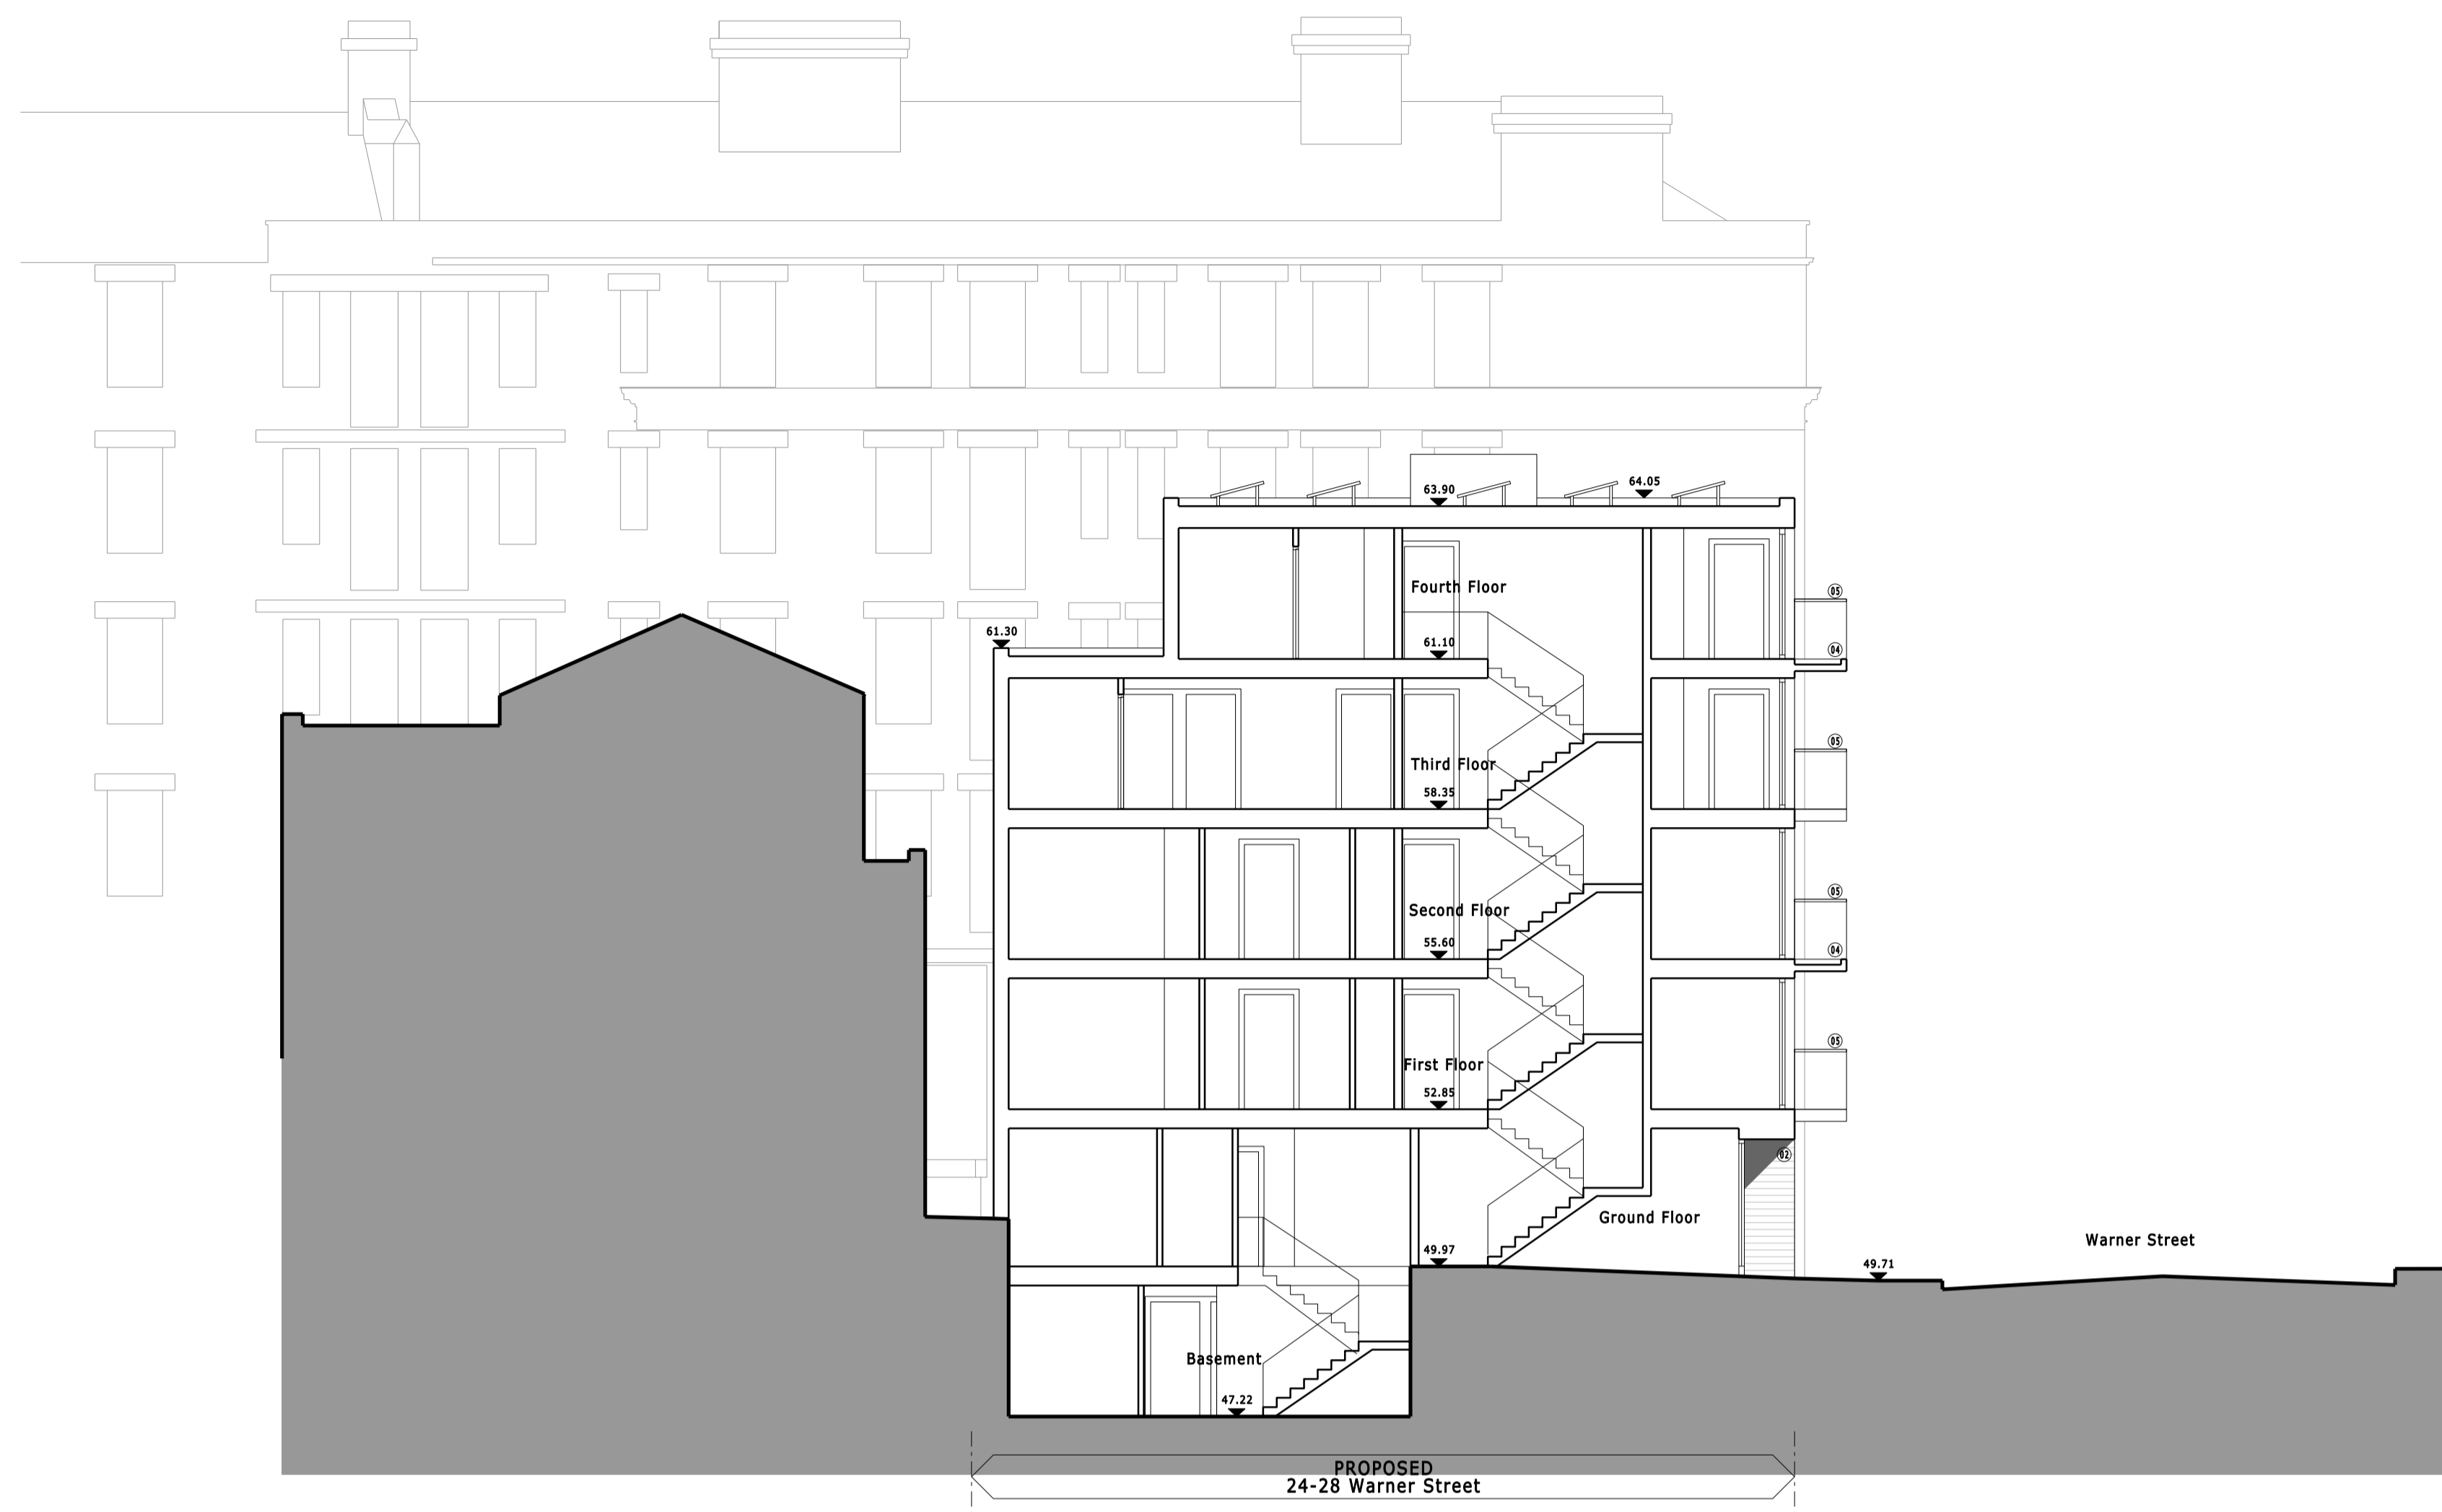 63.90
64.05
Fourth Floor
05
61.30
61.10
04
05
Third Floor
58.35
05
Second Floor
55.60
04
05
First Floor
52.85
02
Ground Floor
Warner Street
49.97
49.71
Basement
47.22
PROPOSED
24-28 Warner Street